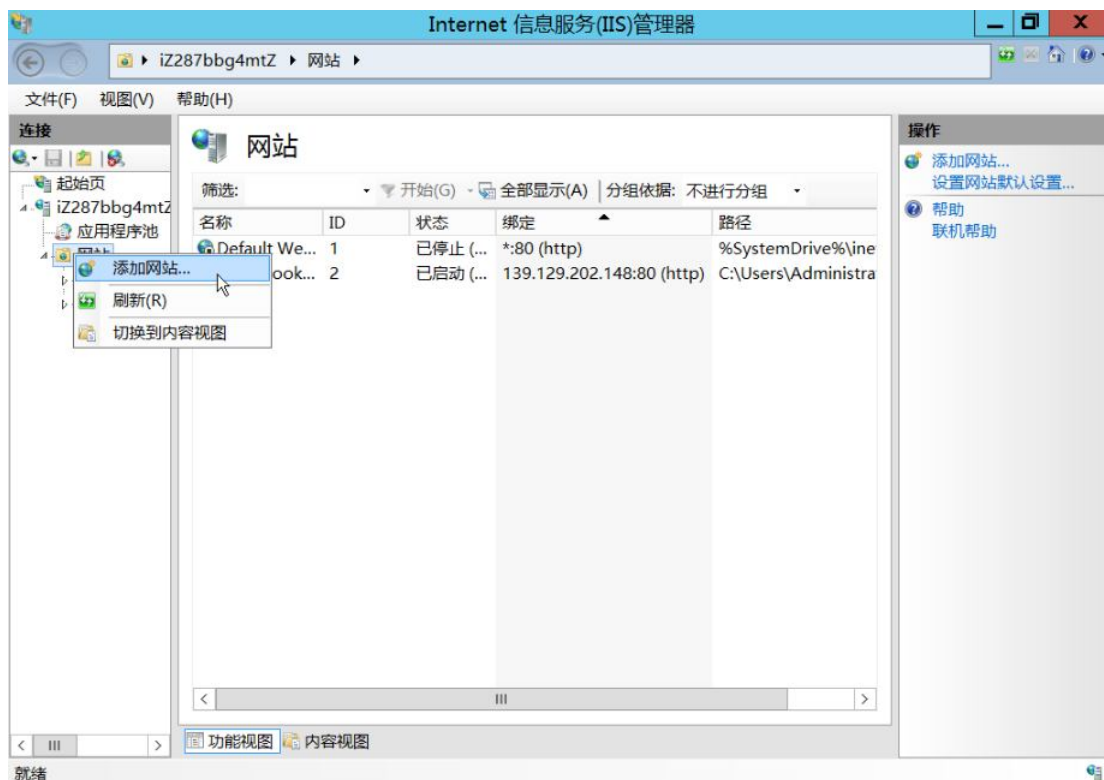 Internet 信息服务(IIS)管理器
iZ287bbg4mtZ 网站
文件(F) 视图(V) 帮助(H)
连接
起始页
iZ287bbg4mtZ
应用程序池
网站
添加网站...
刷新(R)
切换到内容视图
网站
筛选: 开始(G) 全部显示(A) 分组依据: 不进行分组
名称 ID 状态 绑定 路径
Default We... 1 已停止 (... *:80 (http) %SystemDrive%\ine
ook... 2 已启动 (... 139.129.202.148:80 (http) C:\Users\Administra
功能视图 内容视图
操作
添加网站...
设置网站默认设置...
帮助
联机帮助
就绪